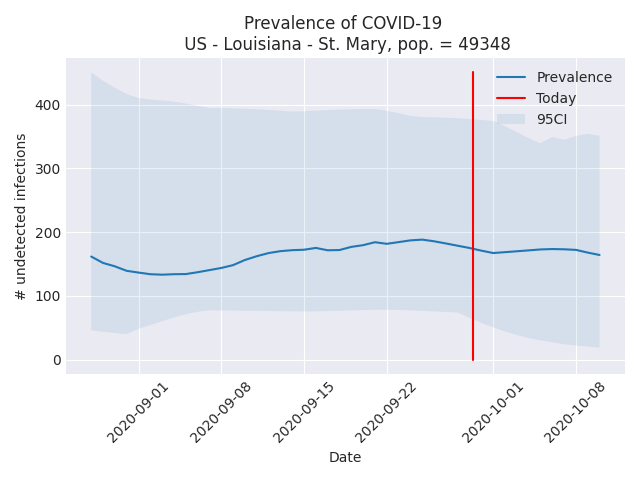 Prevalence of COVID-19
US - Louisiana - St. Mary, pop. = 49348
Prevalence
Today
95CI
# undetected infections
400
300
200
100
0
2020-09-01
2020-09-08
2020-09-15
2020-09-22
2020-10-01
2020-10-08
Date